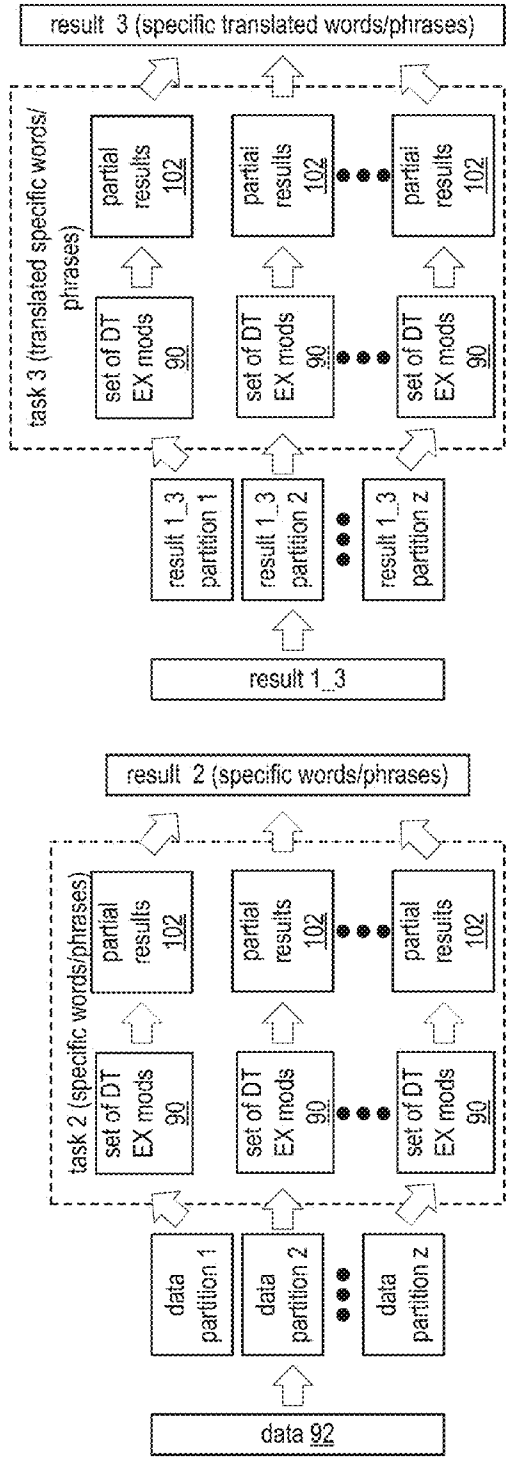 data 92
data
partition 1
data
partition 2
data
partition z
task 2 (specific words/phrases)
set of DT
EX mods
90
partial
results
102
set of DT
EX mods
90
partial
results
102
set of DT
EX mods
90
partial
results
102
result 2 (specific words/phrases)
result 1_3
result 1_3
partition 1
result 1_3
partition 2
result 1_3
partition z
task 3 (translated specific words/
phrases)
set of DT
EX mods
90
partial
results
102
set of DT
EX mods
90
partial
results
102
set of DT
EX mods
90
partial
results
102
result 3 (specific translated words/phrases)